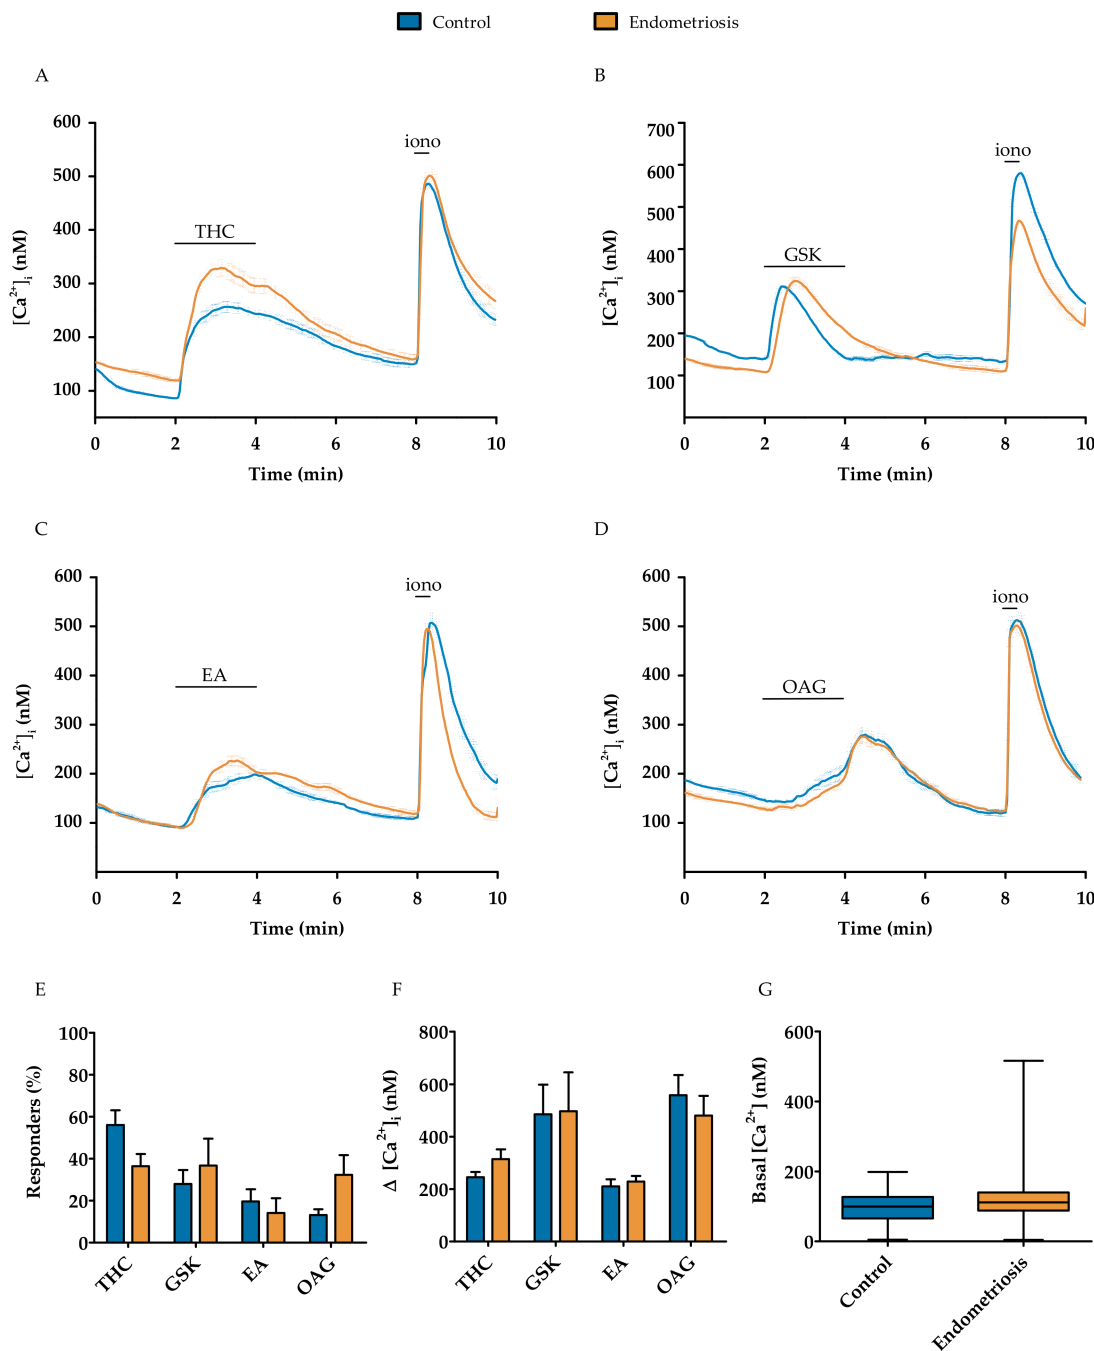 Control Endometriosis
A
B
600
500
400
300
200
100
[Ca²⁺]ᵢ (nM)
THC
iono
0 2 4 6 8 10
Time (min)
700
600
500
400
300
200
100
0
[Ca²⁺]ᵢ (nM)
GSK
iono
0 2 4 6 8 10
Time (min)
C
D
600
500
400
300
200
100
[Ca²⁺]ᵢ (nM)
EA
iono
0 2 4 6 8 10
Time (min)
600
500
400
300
200
100
[Ca²⁺]ᵢ (nM)
OAG
iono
0 2 4 6 8 10
Time (min)
E
F
G
100
80
60
40
20
0
Responders (%)
THC GSK EA OAG
800
600
400
200
0
Δ [Ca²⁺]ᵢ (nM)
THC GSK EA OAG
600
400
200
0
Basal [Ca²⁺] (nM)
Control Endometriosis